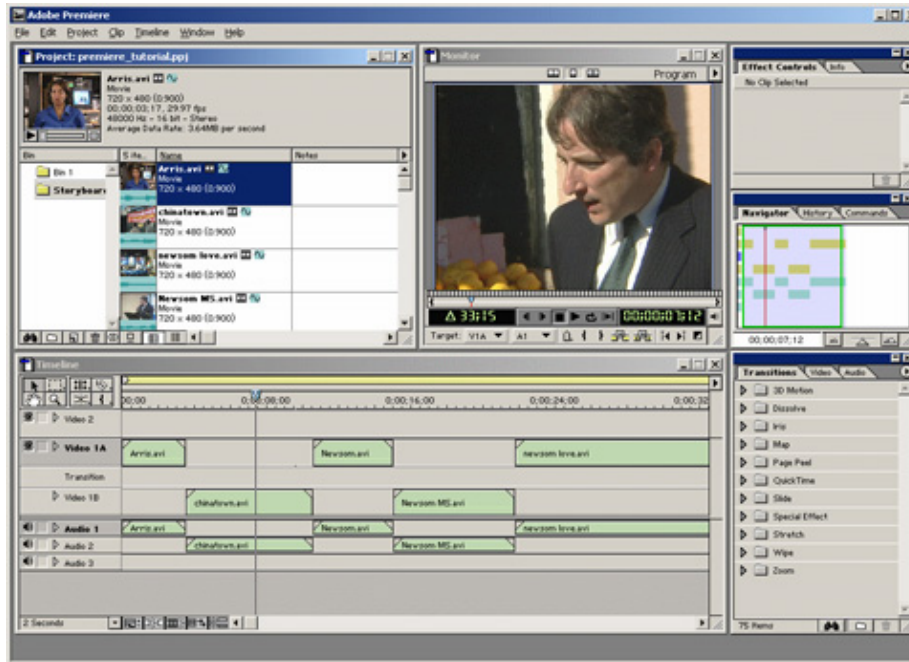 Adobe Premiere
File Edit Project Clip Timeline Window Help
Project: premiere_tutorial.ppj
Arris.avi
Movie
720 x 480 (0.900)
00;00;03;17, 29.97 fps
48000 Hz - 16 bit - Stereo
Average Data Rate: 3.64MB per second
Bin
Name
Notes
Bin 1
Storyboard
Arris.avi
Movie
720 x 480 (0.900)
chinatown.avi
Movie
720 x 480 (0.900)
newsom love.avi
Movie
720 x 480 (0.900)
Newsom MS.avi
Movie
720 x 480 (0.900)
Monitor
Program
Δ 33;15
00;00;07;12
Target: V1A A1
Effect Controls Info
No Clip Selected
Navigator History Commands
00;00;07;12
Timeline
00;00 0;00;08;00 0;00;16;00 0;00;24;00 0;00;32
Video 2
Video 1A Arris.avi Newsom.avi newsom love.avi
Transition
Video 1B chinatown.avi Newsom MS.avi
Audio 1 Arris.avi Newsom.avi newsom love.avi
Audio 2 chinatown.avi Newsom MS.avi
Audio 3
2 Seconds
Transitions Video Audio
3D Motion
Dissolve
Iris
Map
Page Peel
QuickTime
Slide
Special Effect
Stretch
Wipe
Zoom
75 Items